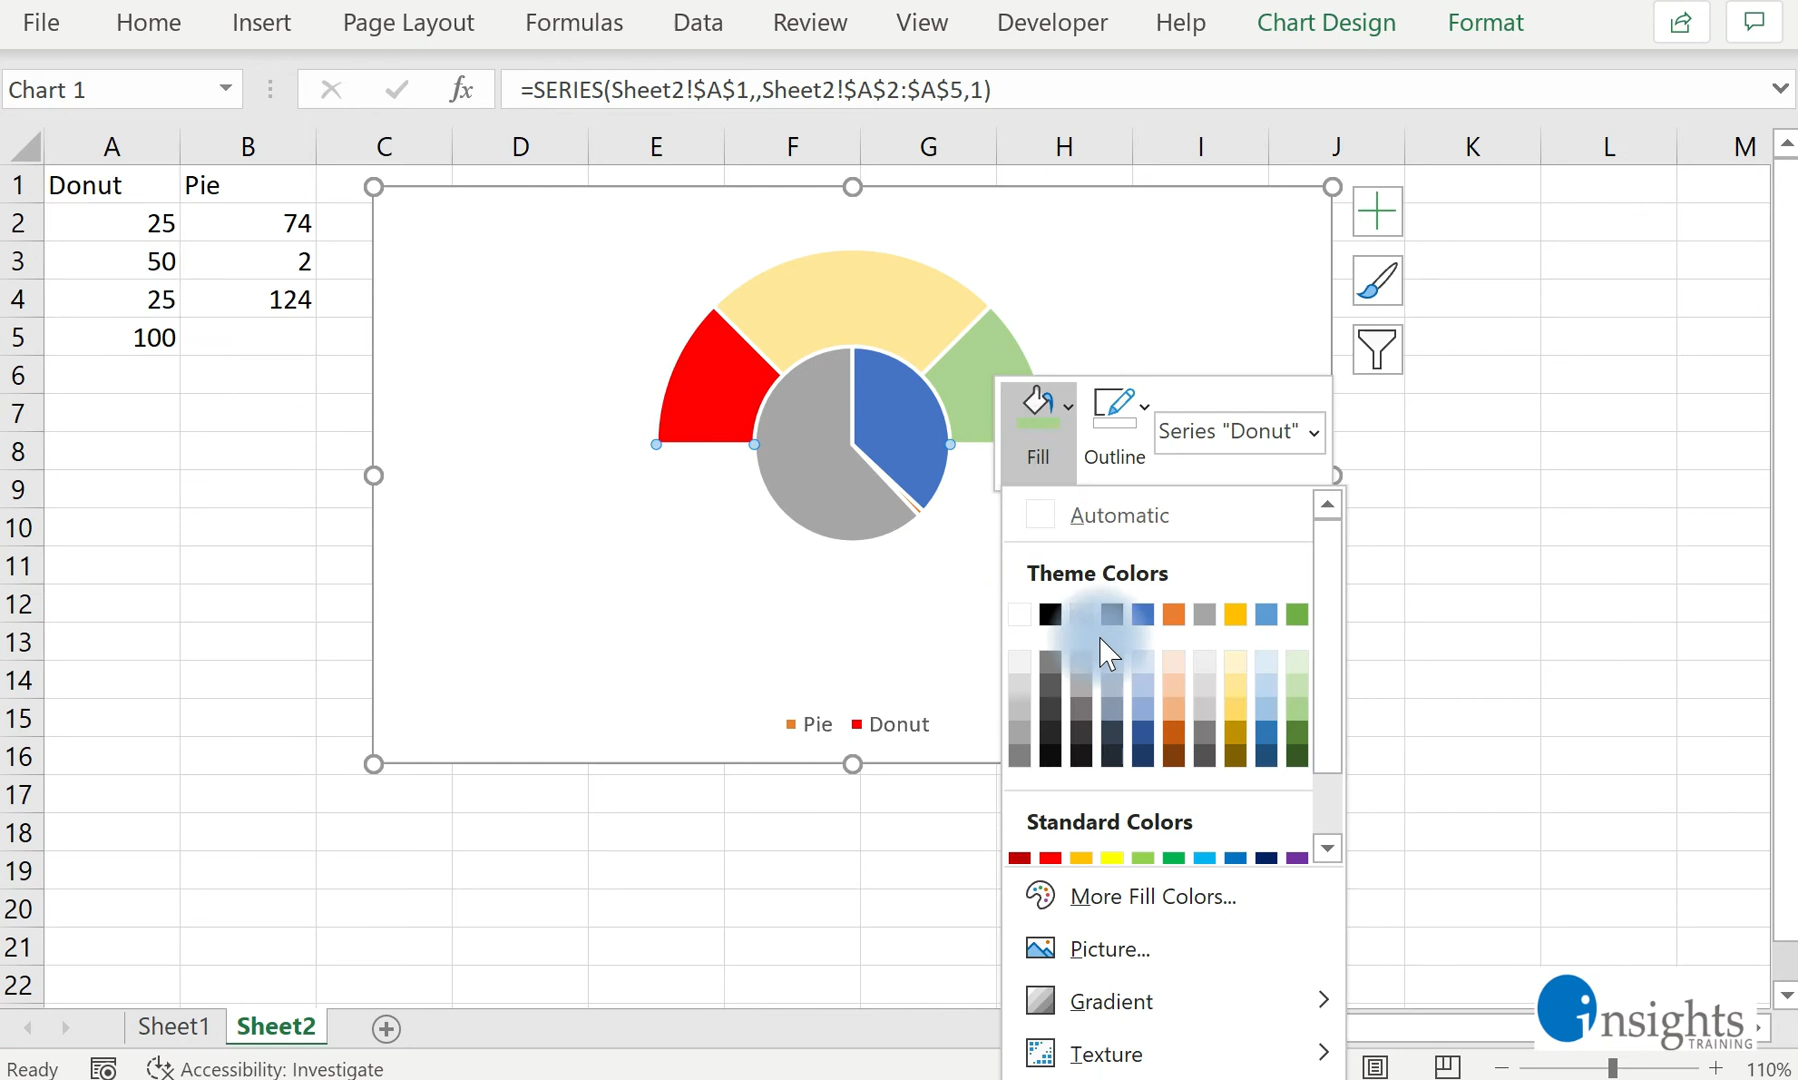 File Home Insert Page Layout Formulas Data Review View Developer Help Chart Design Format
Chart 1 fx =SERIES(Sheet2!$A$1,,Sheet2!$A$2:$A$5,1)
A B C D E F G H I J K L M
1 Donut Pie
2 25 74
3 50 2
4 25 124
5 100
6
7
8
9
10
11
12
13
14
15
16
17
18
19
20
21
22
Series "Donut"
Fill Outline
Automatic
Theme Colors
Pie Donut
Standard Colors
More Fill Colors...
Picture...
Gradient
Texture
insights
TRAINING
Sheet1 Sheet2
Ready Accessibility: Investigate 110%